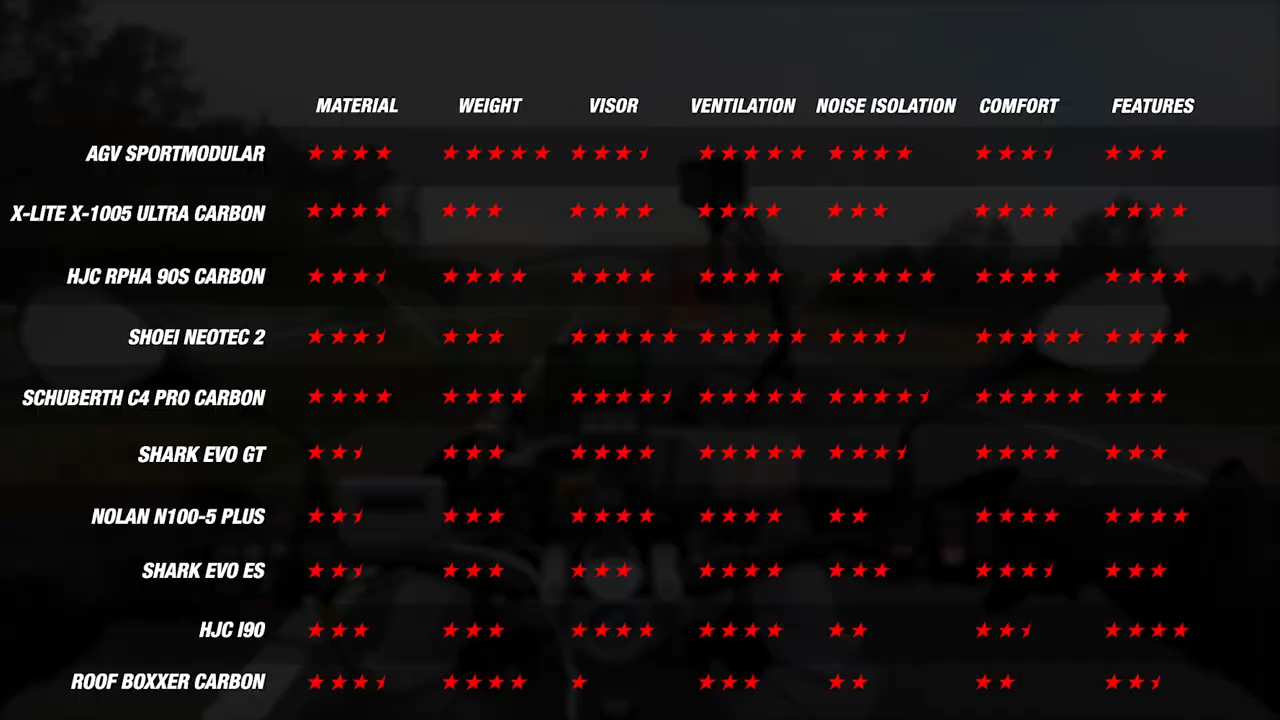 MATERIAL WEIGHT VISOR VENTILATION NOISE ISOLATION COMFORT FEATURES
AGV SPORTMODULAR
X-LITE X-1005 ULTRA CARBON
HJC RPHA 90S CARBON
SHOEI NEOTEC 2
SCHUBERTH C4 PRO CARBON
SHARK EVO GT
NOLAN N100-5 PLUS
SHARK EVO ES
HJC I90
ROOF BOXXER CARBON